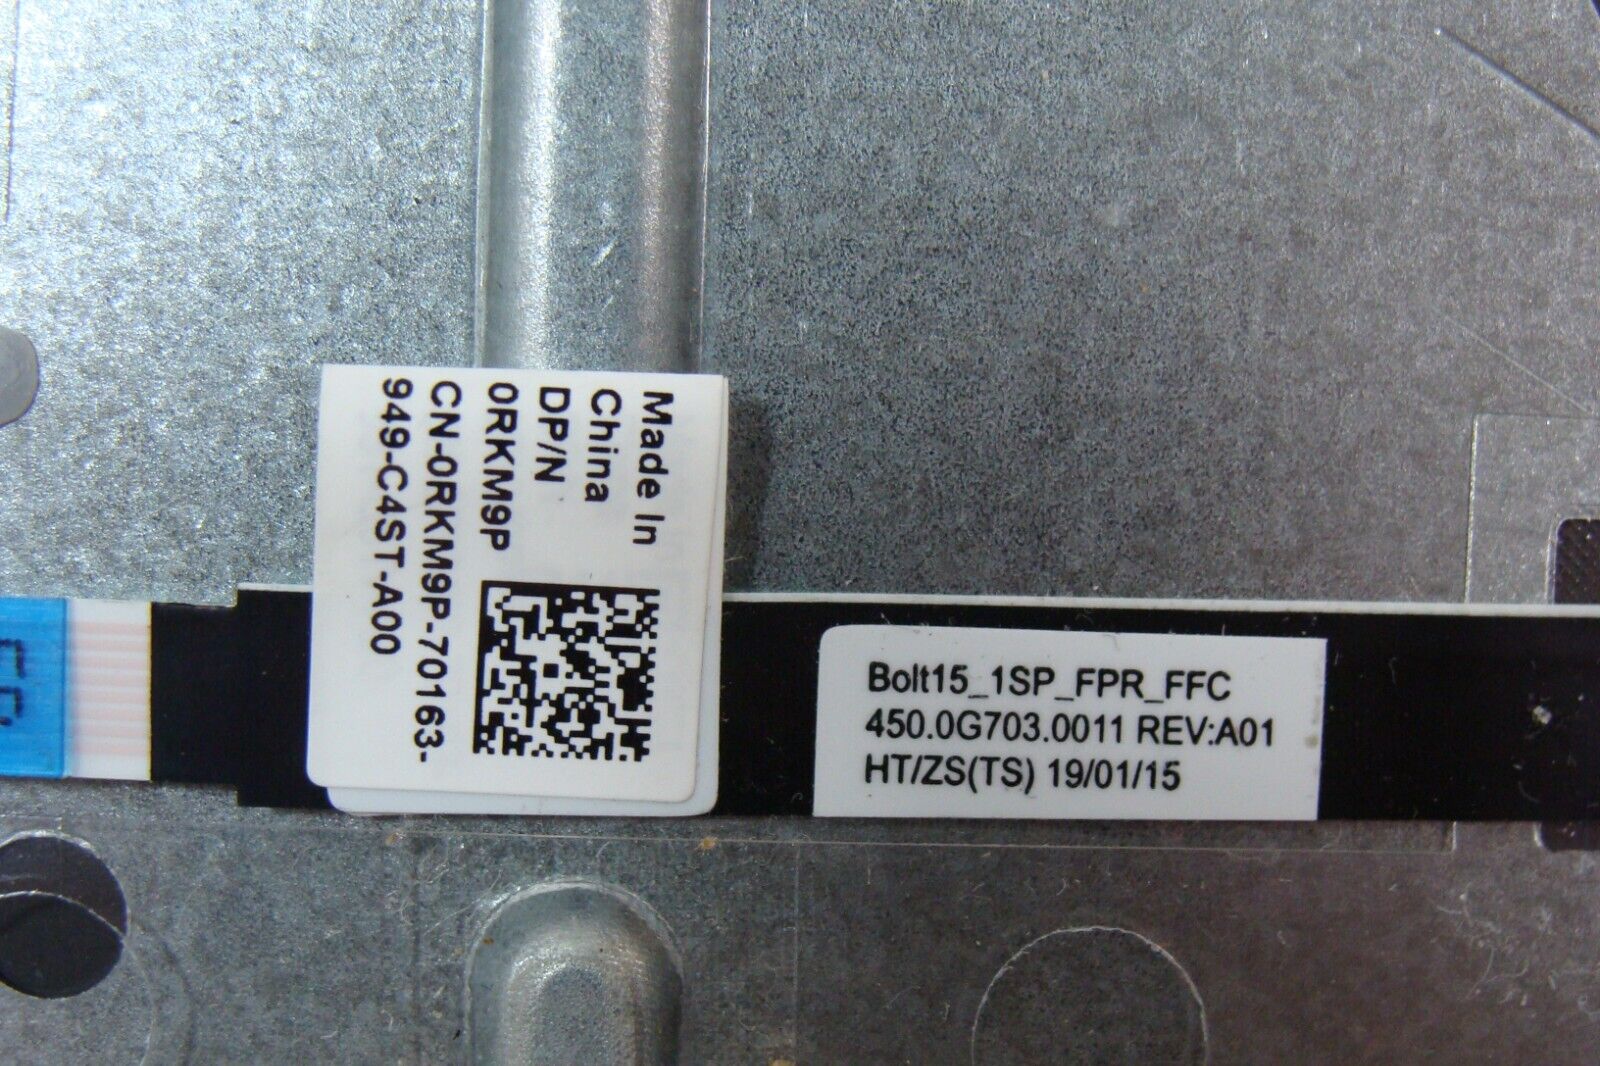 Made In
China
DP/N
0RKM9P
CN-0RKM9P-70163-
949-C4ST-A00
Bolt15_1SP_FPR_FFC
450.0G703.0011 REV:A01
HT/ZS(TS) 19/01/15